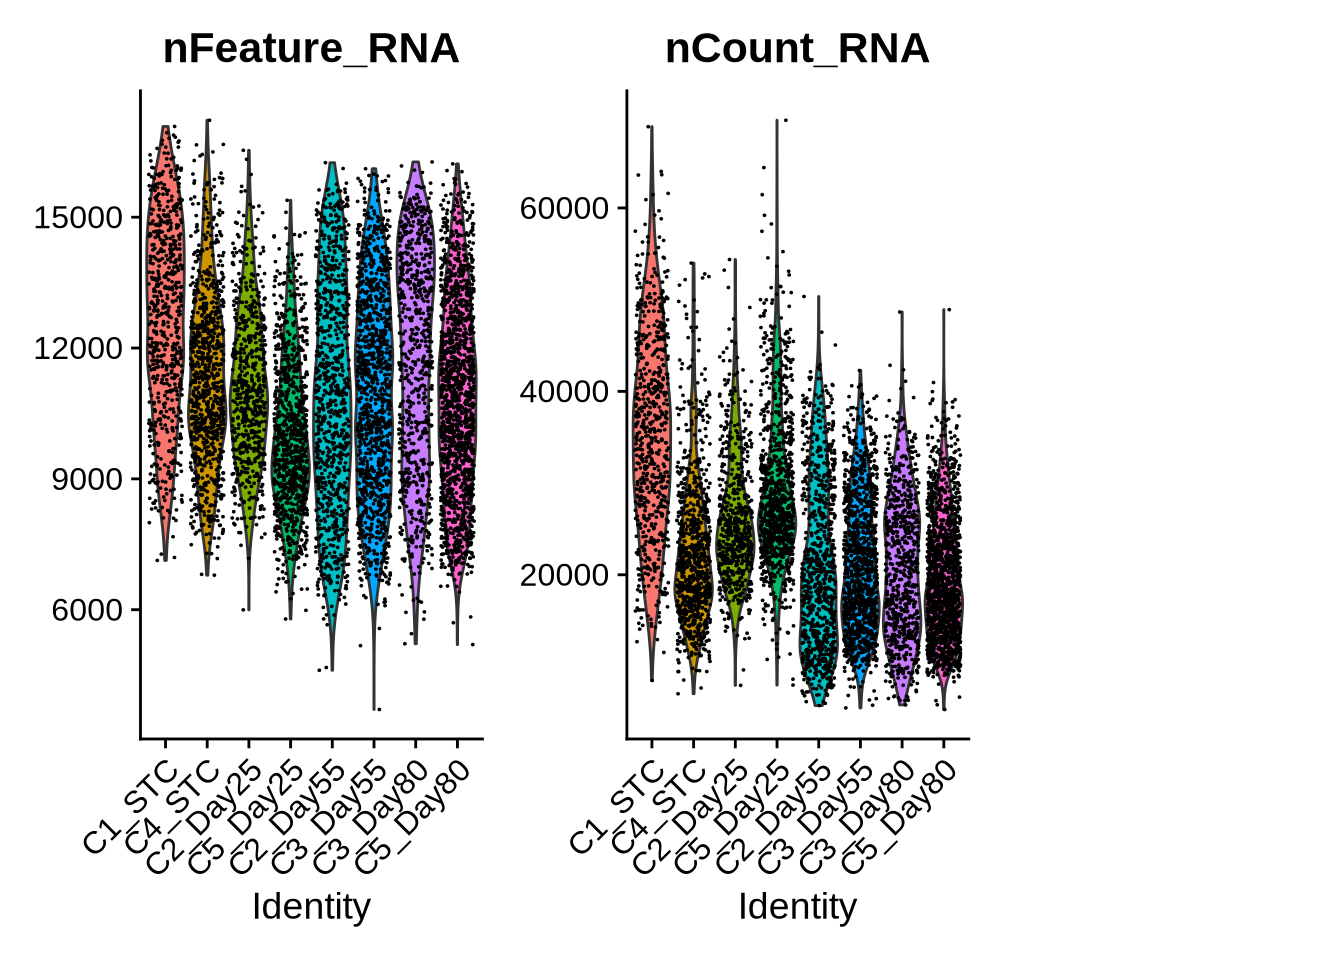 nFeature_RNA
15000
12000
9000
6000
C1_STC
C4_STC
C2_Day25
C5_Day25
C2_Day55
C3_Day55
C3_Day80
C5_Day80
Identity
nCount_RNA
60000
40000
20000
C1_STC
C4_STC
C2_Day25
C5_Day25
C2_Day55
C3_Day55
C3_Day80
C5_Day80
Identity